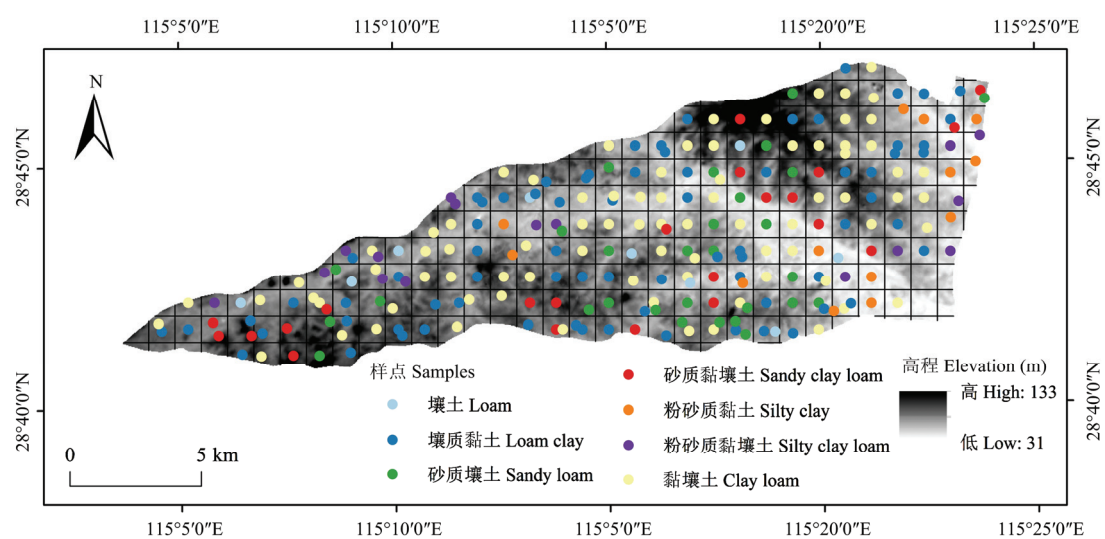 115°5′0″E 115°10′0″E 115°5′0″E 115°20′0″E 115°25′0″E
N
28°45′0″N
28°45′0″N
28°40′0″N
28°40′0″N
样点 Samples
壤土 Loam
壤质黏土 Loam clay
砂质壤土 Sandy loam
砂质黏壤土 Sandy clay loam
粉砂质黏土 Silty clay
粉砂质黏壤土 Silty clay loam
黏壤土 Clay loam
高程 Elevation (m)
高 High: 133
低 Low: 31
0 5 km
115°5′0″E 115°10′0″E 115°5′0″E 115°20′0″E 115°25′0″E